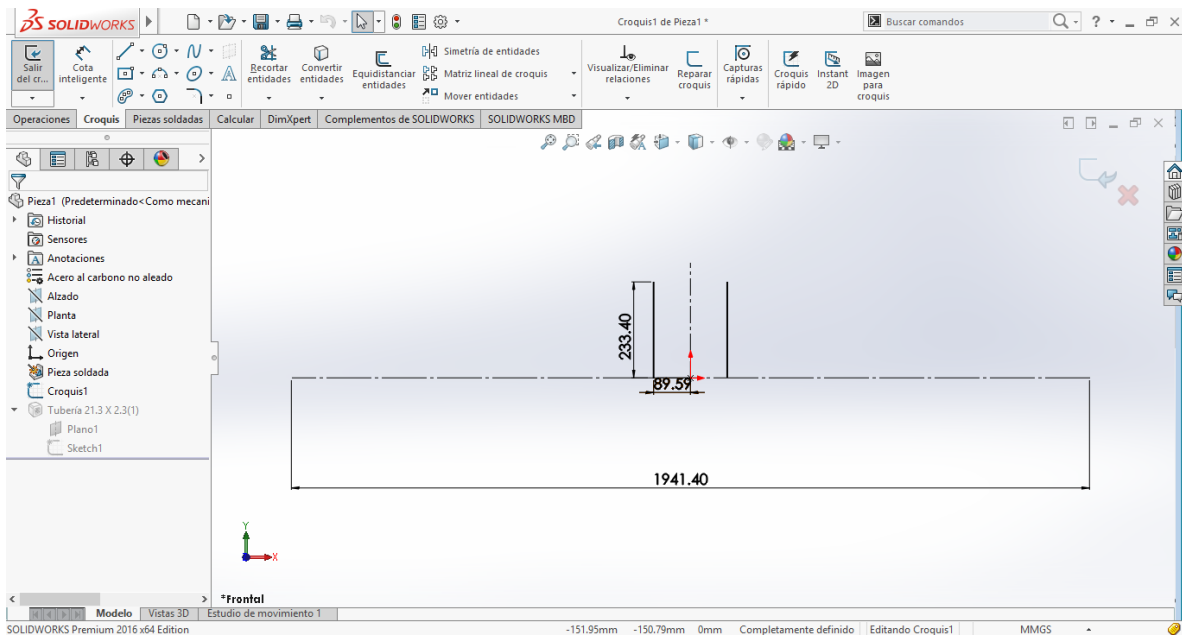 SOLIDWORKS
Croquis1 de Pieza1 *
Buscar comandos
Salir del cr...
Cota inteligente
Recortar entidades
Convertir entidades
Equidistanciar entidades
Simetría de entidades
Matriz lineal de croquis
Mover entidades
Visualizar/Eliminar relaciones
Reparar croquis
Capturas rápidas
Croquis rápido
Instant 2D
Imagen para croquis
Operaciones
Croquis
Piezas soldadas
Calcular
DimXpert
Complementos de SOLIDWORKS
SOLIDWORKS MBD
Pieza1 (Predeterminado<Como mecani
Historial
Sensores
Anotaciones
Acero al carbono no aleado
Alzado
Planta
Vista lateral
Origen
Pieza soldada
Croquis1
Tubería 21.3 X 2.3(1)
Plano1
Sketch1
233.40
89.59
1941.40
Y
X
*Frontal
Modelo
Vistas 3D
Estudio de movimiento 1
SOLIDWORKS Premium 2016 x64 Edition
-151.95mm
-150.79mm
0mm
Completamente definido
Editando Croquis1
MMGS